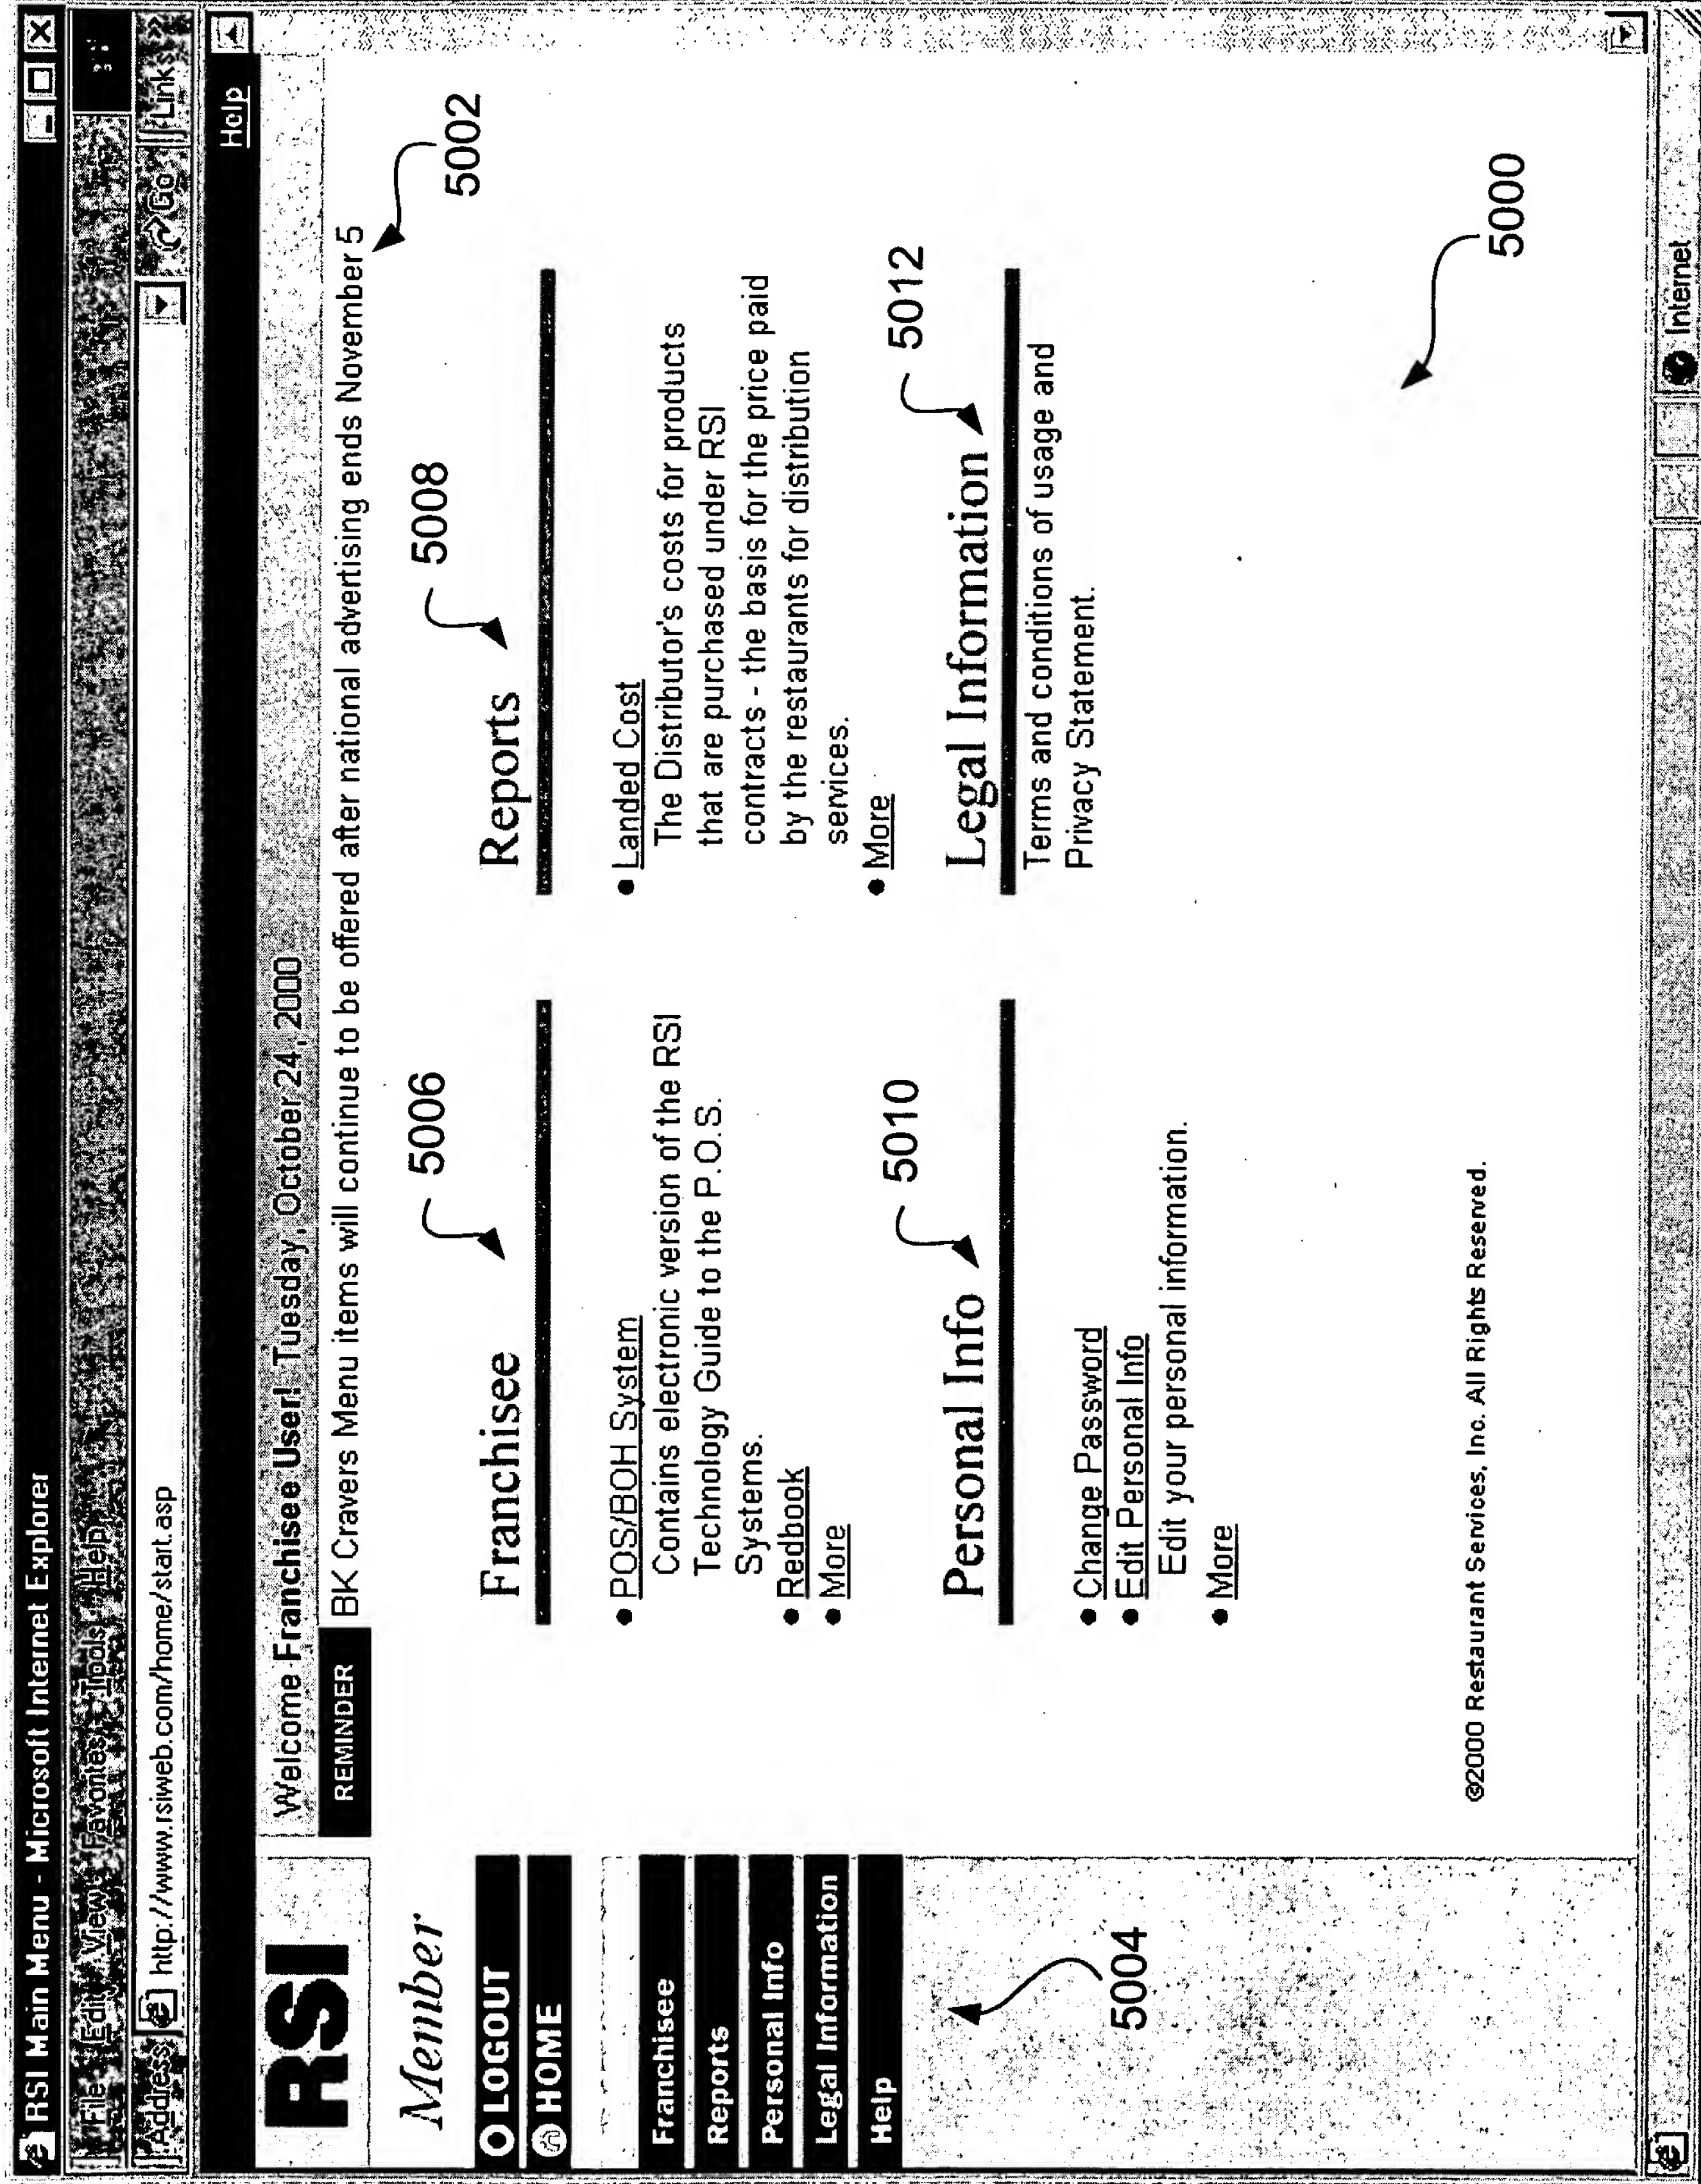 RSI Main Menu - Microsoft Internet Explorer
File Edit View Favorites Tools Help
Address http://www.rsiweb.com/home/start.asp Go Links »
Help
RSI
Welcome Franchisee User! Tuesday, October 24, 2000
REMINDER BK Cravers Menu items will continue to be offered after national advertising ends November 5
5002
Member
LOGOUT
HOME
Franchisee
Reports
Personal Info
Legal Information
Help
5004
5006
Franchisee
• POS/BOH System
Contains electronic version of the RSI
Technology Guide to the P.O.S.
Systems.
• Redbook
• More
5008
Reports
• Landed Cost
The Distributor's costs for products
that are purchased under RSI
contracts - the basis for the price paid
by the restaurants for distribution
services.
• More
5010
Personal Info
• Change Password
• Edit Personal Info
Edit your personal information.
• More
5012
Legal Information
Terms and conditions of usage and
Privacy Statement.
5000
©2000 Restaurant Services, Inc. All Rights Reserved.
Internet